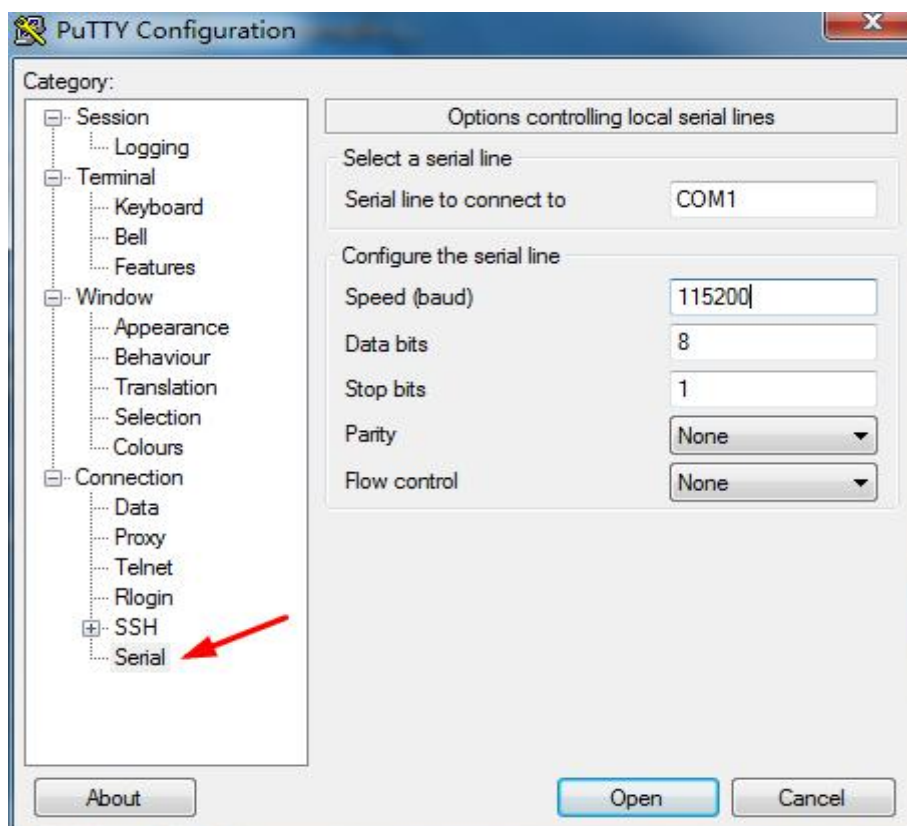 PuTTY Configuration
Category:
Session
Logging
Terminal
Keyboard
Bell
Features
Window
Appearance
Behaviour
Translation
Selection
Colours
Connection
Data
Proxy
Telnet
Rlogin
SSH
Serial
Options controlling local serial lines
Select a serial line
Serial line to connect to COM1
Configure the serial line
Speed (baud) 115200
Data bits 8
Stop bits 1
Parity None
Flow control None
About Open Cancel